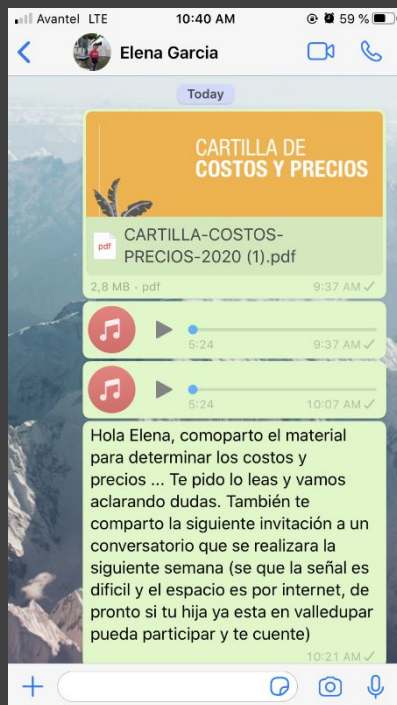 Avantel LTE 10:40 AM 59 %
Elena Garcia
Today
CARTILLA DE
COSTOS Y PRECIOS
pdf
CARTILLA-COSTOS-
PRECIOS-2020 (1).pdf
2,8 MB · pdf 9:37 AM
5:24 9:37 AM
5:24 10:07 AM
Hola Elena, comoparto el material
para determinar los costos y
precios ... Te pido lo leas y vamos
aclarando dudas. También te
comparto la siguiente invitación a un
conversatorio que se realizara la
siguiente semana (se que la señal es
dificil y el espacio es por internet, de
pronto si tu hija ya esta en valledupar
pueda participar y te cuente)
10:21 AM